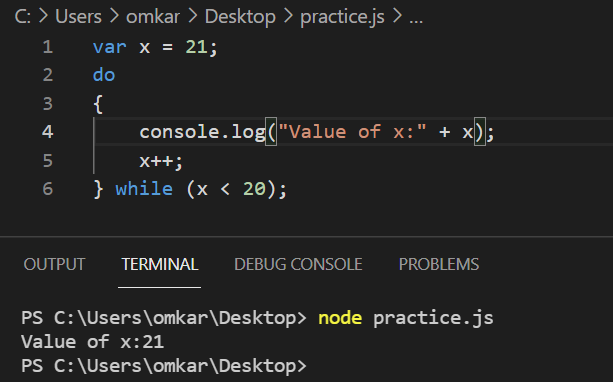 C: > Users > omkar > Desktop > practice.js > ...
1 var x = 21;
2 do
3 {
4     console.log("Value of x:" + x);
5     x++;
6 } while (x < 20);
OUTPUT TERMINAL DEBUG CONSOLE PROBLEMS
PS C:\Users\omkar\Desktop> node practice.js
Value of x:21
PS C:\Users\omkar\Desktop>